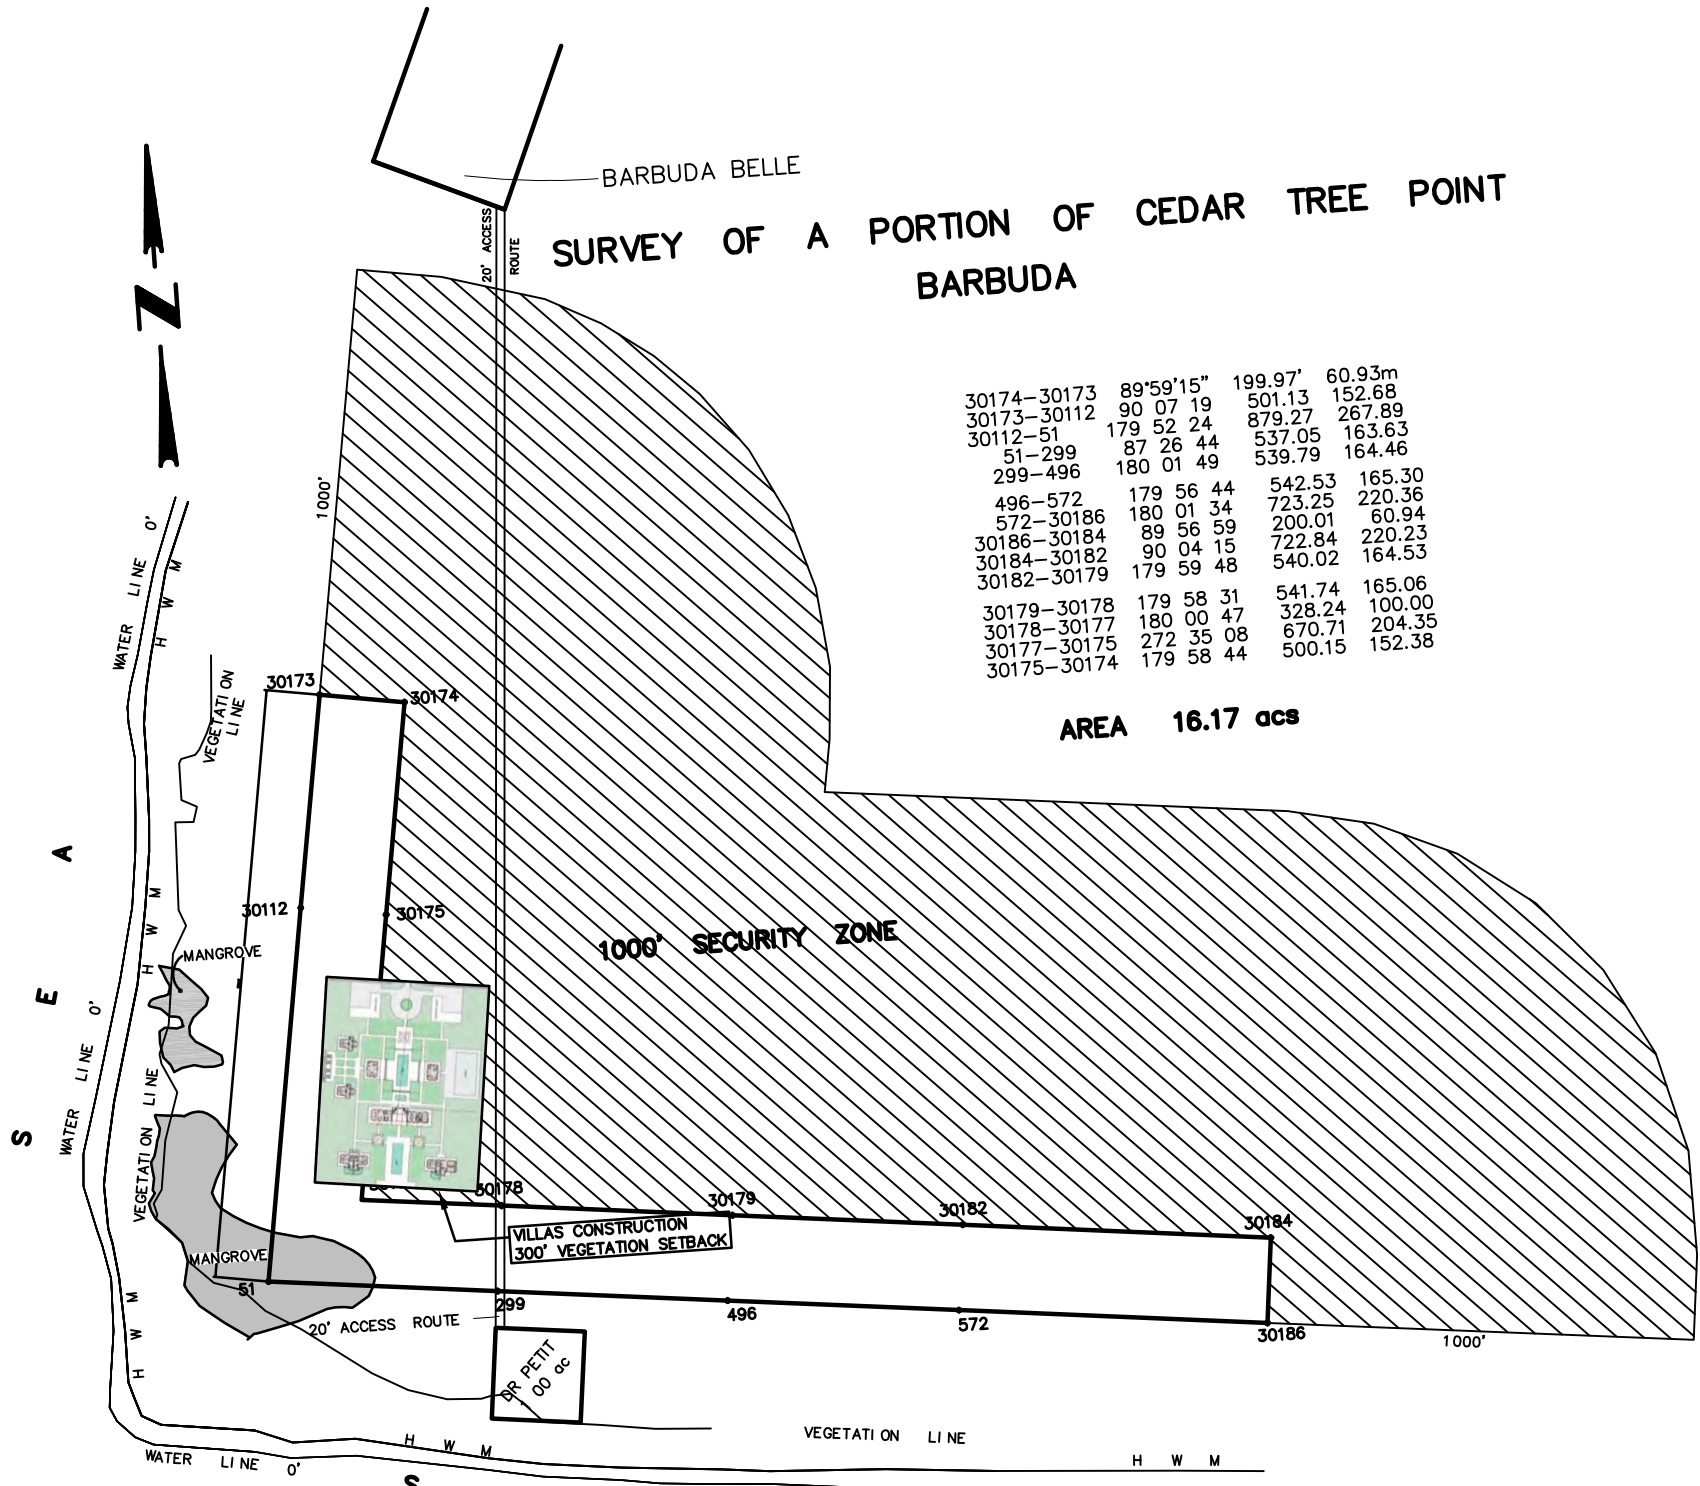 BARBUDA BELLE
20' ACCESS
ROUTE
SURVEY OF A PORTION OF CEDAR TREE POINT
BARBUDA
N
30174-30173 89°59'15" 199.97' 60.93m
30173-30112 90 07 19 501.13 152.68
30112-51 179 52 24 879.27 267.89
51-299 87 26 44 537.05 163.63
299-496 180 01 49 539.79 164.46
496-572 179 56 44 542.53 165.30
572-30186 180 01 34 723.25 220.36
30186-30184 89 56 59 200.01 60.94
30184-30182 90 04 15 722.84 220.23
30182-30179 179 59 48 540.02 164.53
30179-30178 179 58 31 541.74 165.06
30178-30177 180 00 47 328.24 100.00
30177-30175 272 35 08 670.71 204.35
30175-30174 179 58 44 500.15 152.38
AREA 16.17 acs
1000'
WATER LINE 0'
H W M
30173
30174
VEGETATION
LINE
S E A
H W M
30112
30175
MANGROVE
1000' SECURITY ZONE
WATER LINE 0'
VEGETATION LINE
30178
30179
30182
30184
VILLAS CONSTRUCTION
300' VEGETATION SETBACK
MANGROVE
51
299
496
572
30186
1000'
20' ACCESS ROUTE
H W M
DR PETIT
00 ac
VEGETATION LINE
H W M
H W M
WATER LINE 0'
S